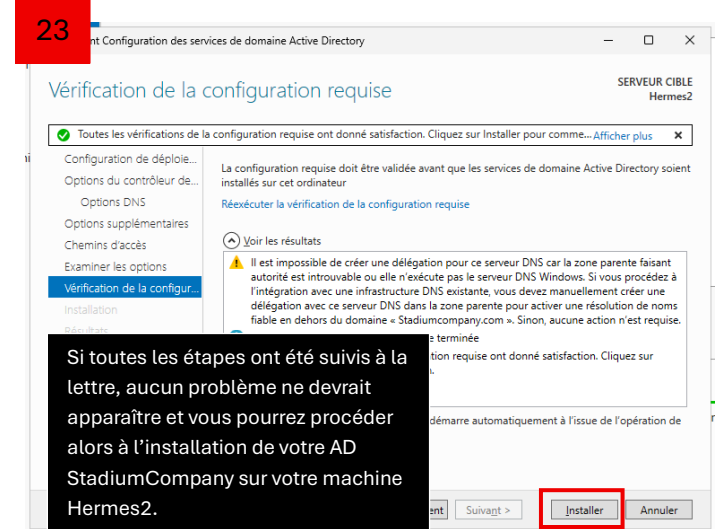 23
nt Configuration des services de domaine Active Directory
Vérification de la configuration requise
SERVEUR CIBLE
Hermes2
Toutes les vérifications de la configuration requise ont donné satisfaction. Cliquez sur Installer pour comme... Afficher plus
Configuration de déploie...
Options du contrôleur de...
Options DNS
Options supplémentaires
Chemins d'accès
Examiner les options
Vérification de la configur...
Installation
Résultats
La configuration requise doit être validée avant que les services de domaine Active Directory soient
installés sur cet ordinateur
Réexécuter la vérification de la configuration requise
Voir les résultats
Il est impossible de créer une délégation pour ce serveur DNS car la zone parente faisant
autorité est introuvable ou elle n'exécute pas le serveur DNS Windows. Si vous procédez à
l'intégration avec une infrastructure DNS existante, vous devez manuellement créer une
délégation avec ce serveur DNS dans la zone parente pour activer une résolution de noms
fiable en dehors du domaine « Stadiumcompany.com ». Sinon, aucune action n'est requise.
e terminée
tion requise ont donné satisfaction. Cliquez sur
démarre automatiquement à l'issue de l'opération de
Si toutes les étapes ont été suivis à la
lettre, aucun problème ne devrait
apparaître et vous pourrez procéder
alors à l'installation de votre AD
StadiumCompany sur votre machine
Hermes2.
ent
Suivant >
Installer
Annuler